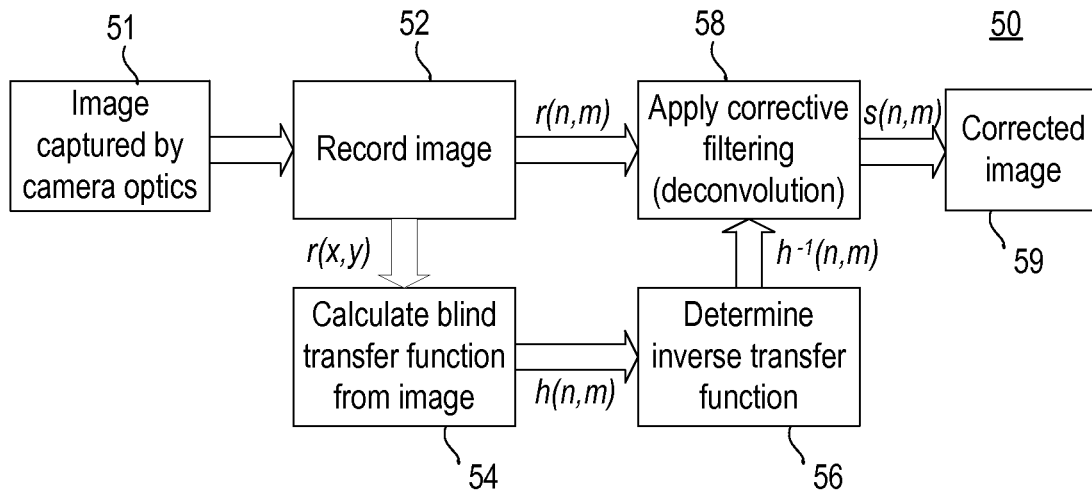 51
52
58
50
Image
captured by
camera optics
Record image
r(n,m)
Apply corrective
filtering
(deconvolution)
s(n,m)
Corrected
image
59
r(x,y)
h⁻¹(n,m)
Calculate blind
transfer function
from image
h(n,m)
Determine
inverse transfer
function
54
56